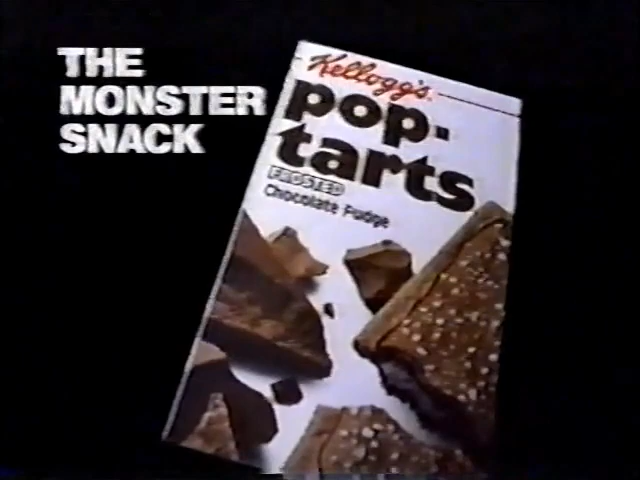 THE
MONSTER
SNACK
Kellogg's
pop·
tarts
FROSTED
Chocolate Fudge